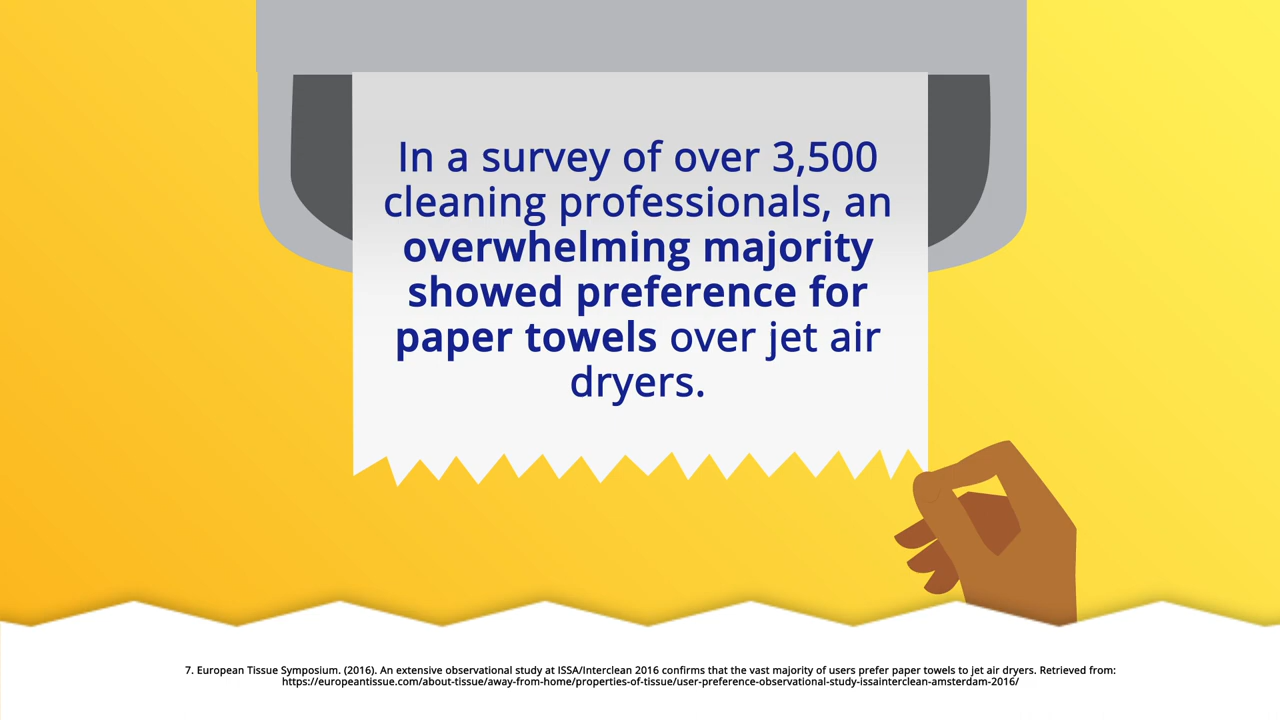 In a survey of over 3,500
cleaning professionals, an
overwhelming majority
showed preference for
paper towels over jet air
dryers.
7. European Tissue Symposium. (2016). An extensive observational study at ISSA/Interclean 2016 confirms that the vast majority of users prefer paper towels to jet air dryers. Retrieved from:
https://europeantissue.com/about-tissue/away-from-home/properties-of-tissue/user-preference-observational-study-issainterclean-amsterdam-2016/